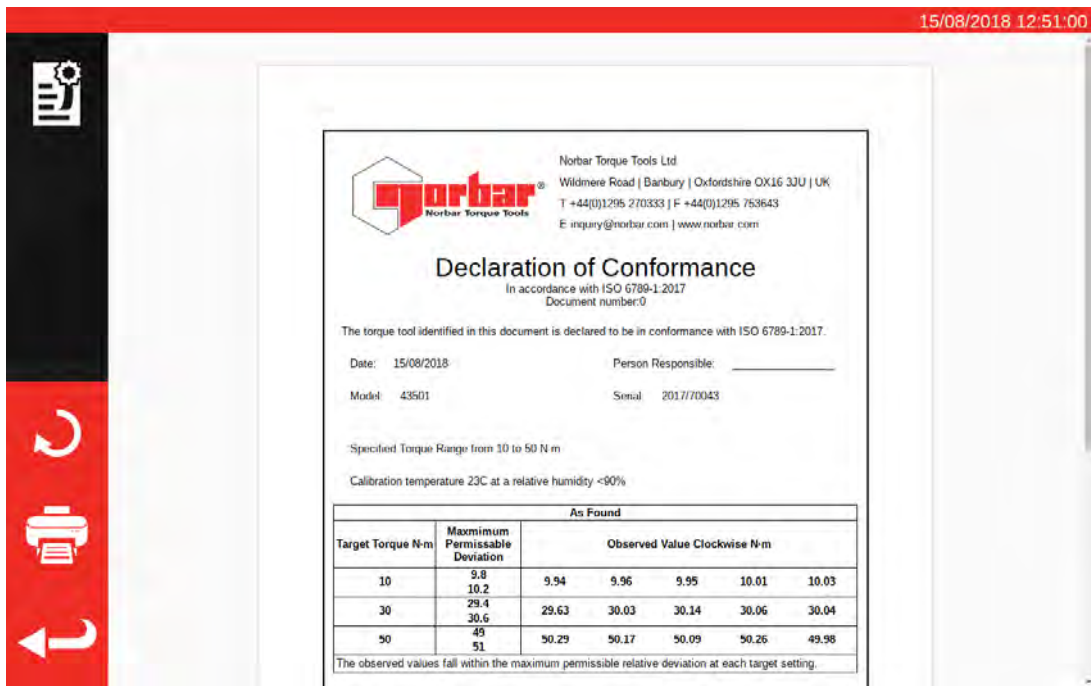 15/08/2018 12:51:00
norbar®
Norbar Torque Tools
Norbar Torque Tools Ltd
Wildmere Road | Banbury | Oxfordshire OX16 3JU | UK
T +44(0)1295 270333 | F +44(0)1295 753643
E inquiry@norbar.com | www.norbar.com
Declaration of Conformance
In accordance with ISO 6789-1:2017
Document number:0
The torque tool identified in this document is declared to be in conformance with ISO 6789-1:2017.
Date: 15/08/2018 Person Responsible:
Model 43501 Serial 2017/70043
Specified Torque Range from 10 to 50 N·m
Calibration temperature 23C at a relative humidity <90%
As Found
Target Torque N·m Maxmimum Permissable Deviation Observed Value Clockwise N·m
10 9.8 10.2 9.94 9.96 9.95 10.01 10.03
30 29.4 30.6 29.63 30.03 30.14 30.06 30.04
50 49 51 50.29 50.17 50.09 50.26 49.98
The observed values fall within the maximum permissible relative deviation at each target setting.